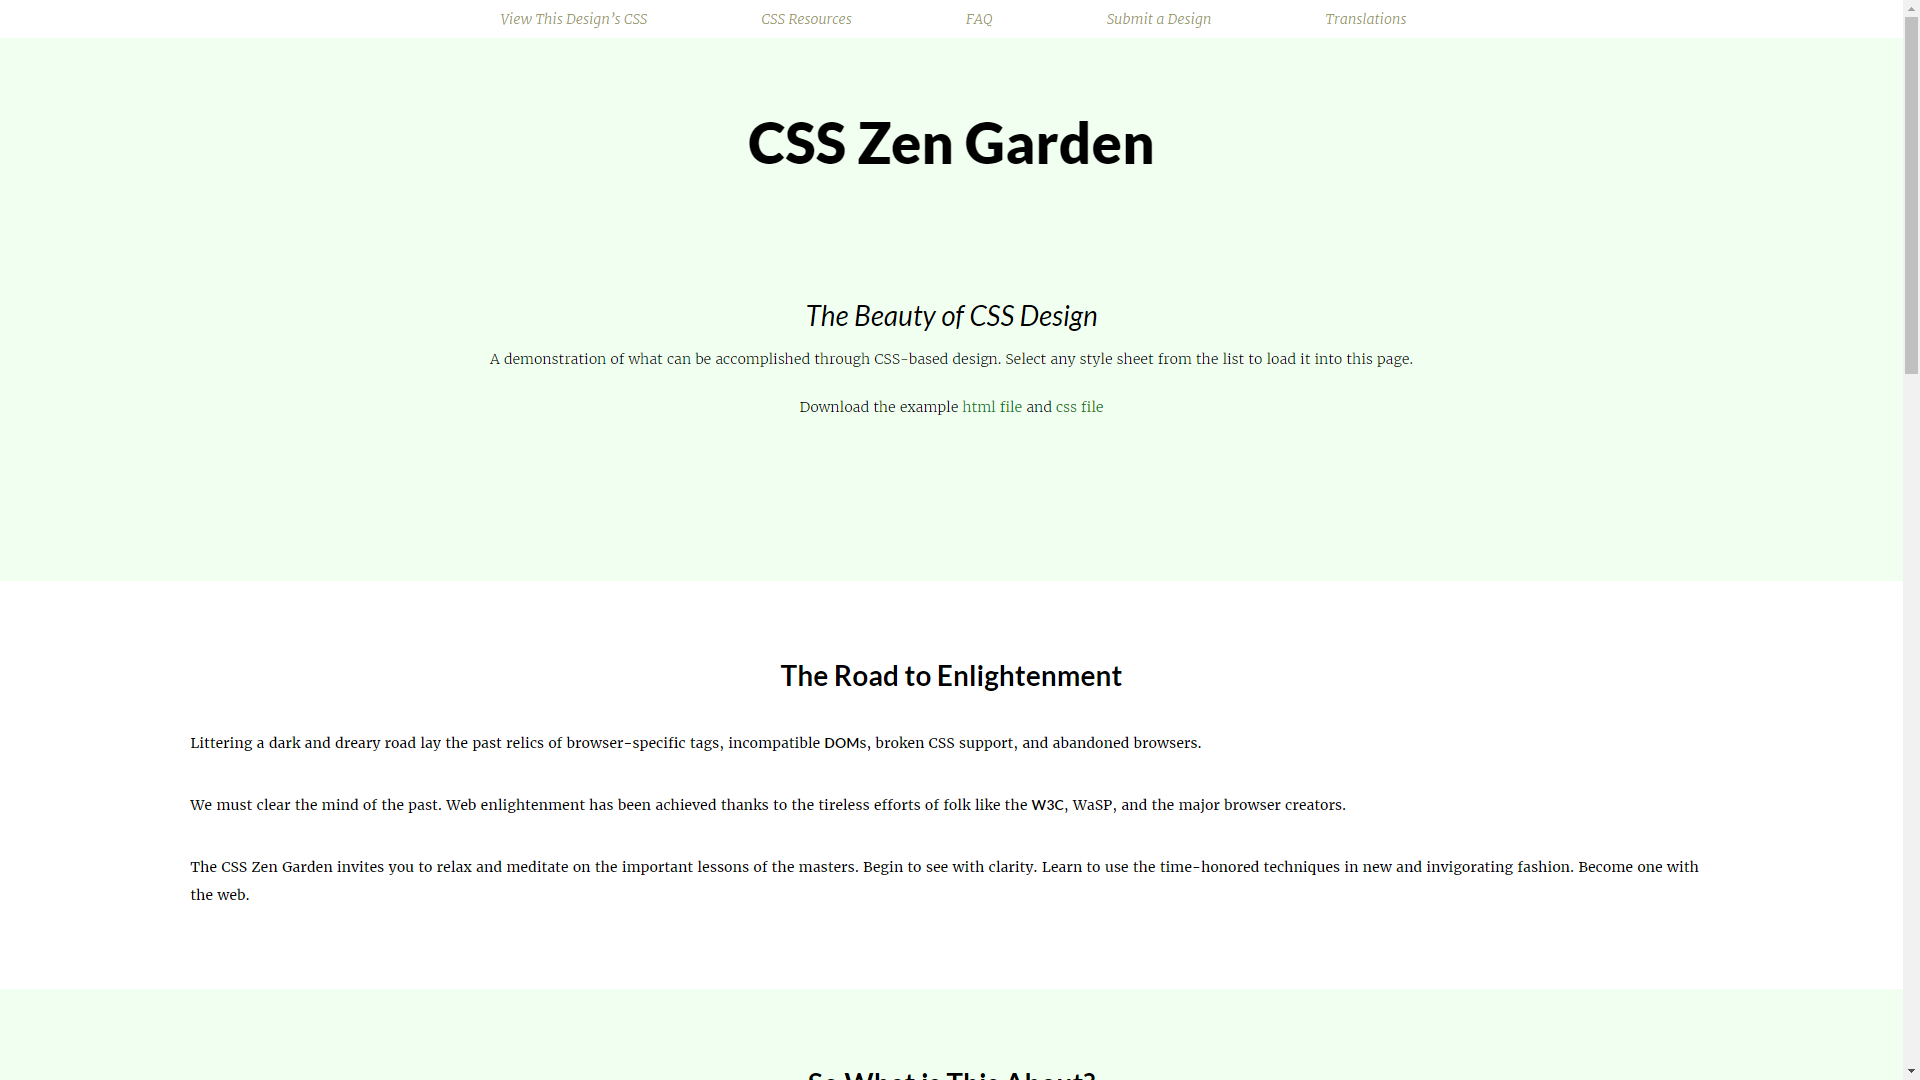 View This Design’s CSS CSS Resources FAQ Submit a Design Translations
CSS Zen Garden
The Beauty of CSS Design
A demonstration of what can be accomplished through CSS-based design. Select any style sheet from the list to load it into this page.
Download the example html file and css file
The Road to Enlightenment
Littering a dark and dreary road lay the past relics of browser-specific tags, incompatible DOMs, broken CSS support, and abandoned browsers.
We must clear the mind of the past. Web enlightenment has been achieved thanks to the tireless efforts of folk like the W3C, WaSP, and the major browser creators.
The CSS Zen Garden invites you to relax and meditate on the important lessons of the masters. Begin to see with clarity. Learn to use the time-honored techniques in new and invigorating fashion. Become one with
the web.
So What is This About?